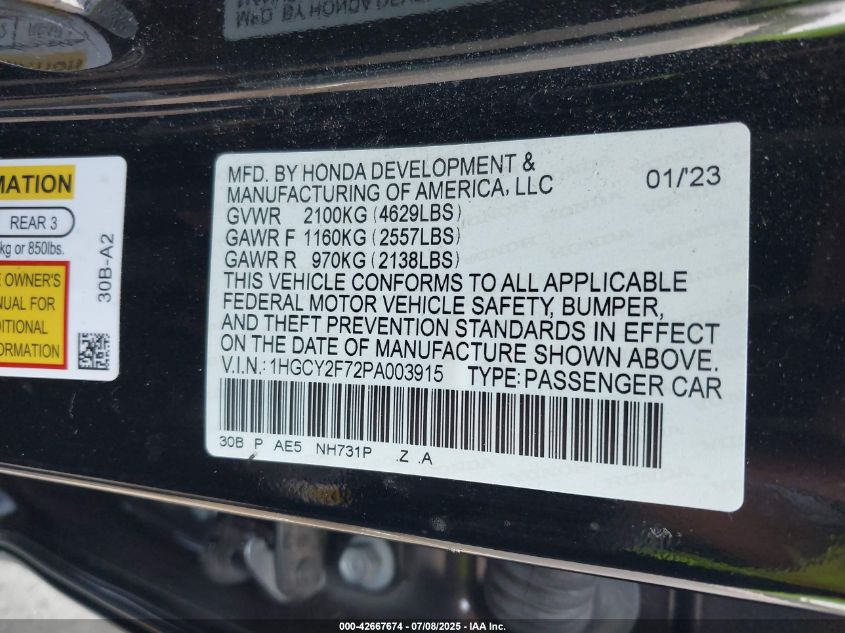 MFD. BY HONDA
MATION
REAR 3
kg or 850lbs.
OWNER'S
FOR
30B-A2
MFD. BY HONDA DEVELOPMENT &
MANUFACTURING OF AMERICA, LLC
01/'23
GVWR 2100KG (4629LBS)
GAWR F 1160KG (2557LBS)
GAWR R 970KG (2138LBS)
THIS VEHICLE CONFORMS TO ALL APPLICABLE
FEDERAL MOTOR VEHICLE SAFETY, BUMPER,
AND THEFT PREVENTION STANDARDS IN EFFECT
ON THE DATE OF MANUFACTURE SHOWN ABOVE.
V.I.N.: 1HGCY2F72PA003915 TYPE: PASSENGER CAR
30B P AE5 NH731P .Z .A
000-42667674 - 07/08/2025 - IAA Inc.